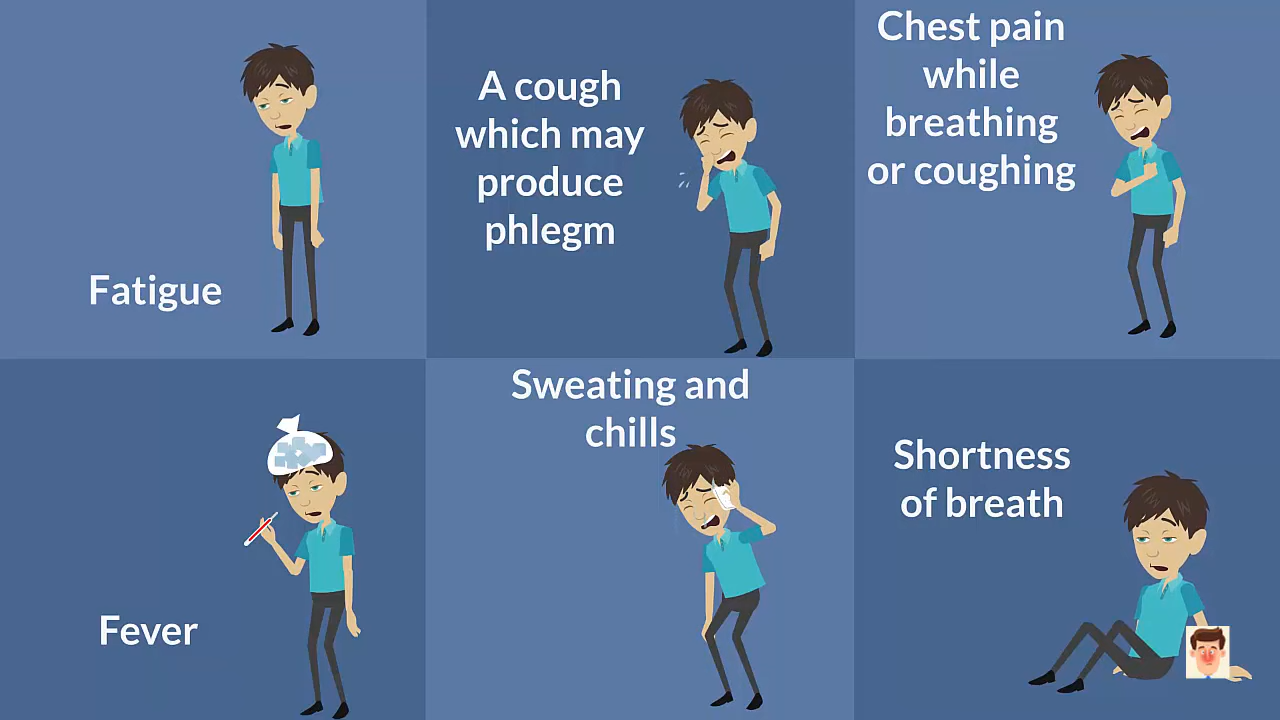 Fatigue
A cough
which may
produce
phlegm
Chest pain
while
breathing
or coughing
Fever
Sweating and
chills
Shortness
of breath